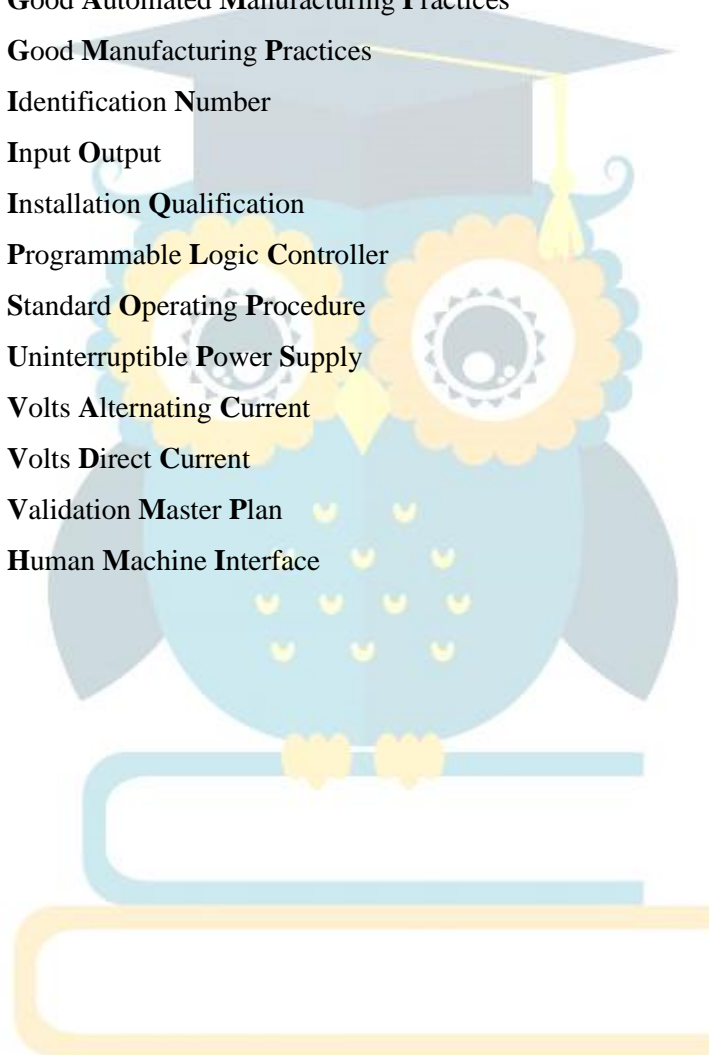 Good Automated Manufacturing Practices
Good Manufacturing Practices
Identification Number
Input Output
Installation Qualification
Programmable Logic Controller
Standard Operating Procedure
Uninterruptible Power Supply
Volts Alternating Current
Volts Direct Current
Validation Master Plan
Human Machine Interface